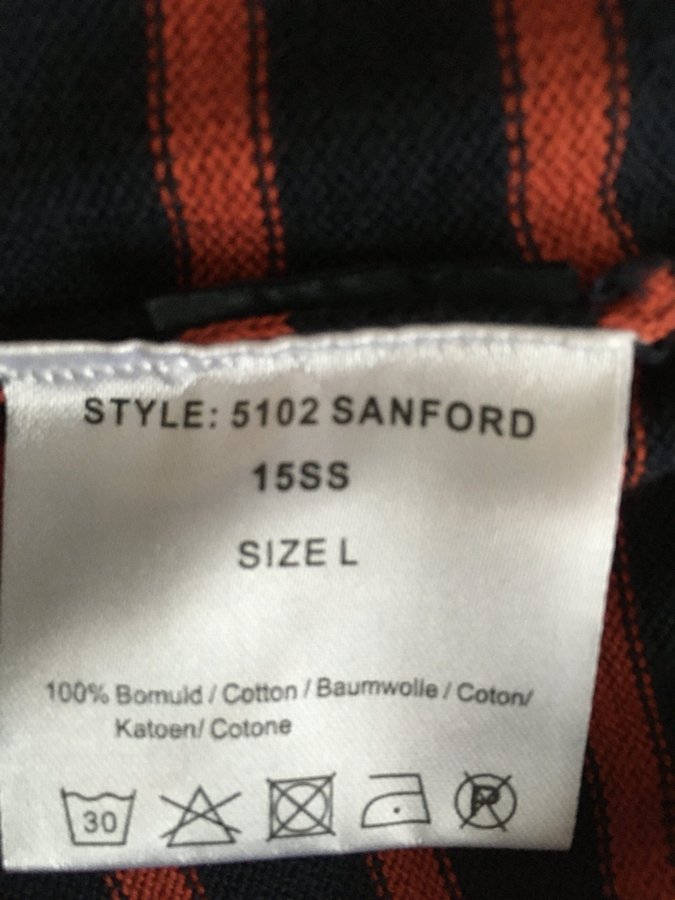 STYLE: 5102 SANFORD
15SS
SIZE L
100% Bomuld / Cotton / Baumwolle / Coton/
Katoen/ Cotone
30
P